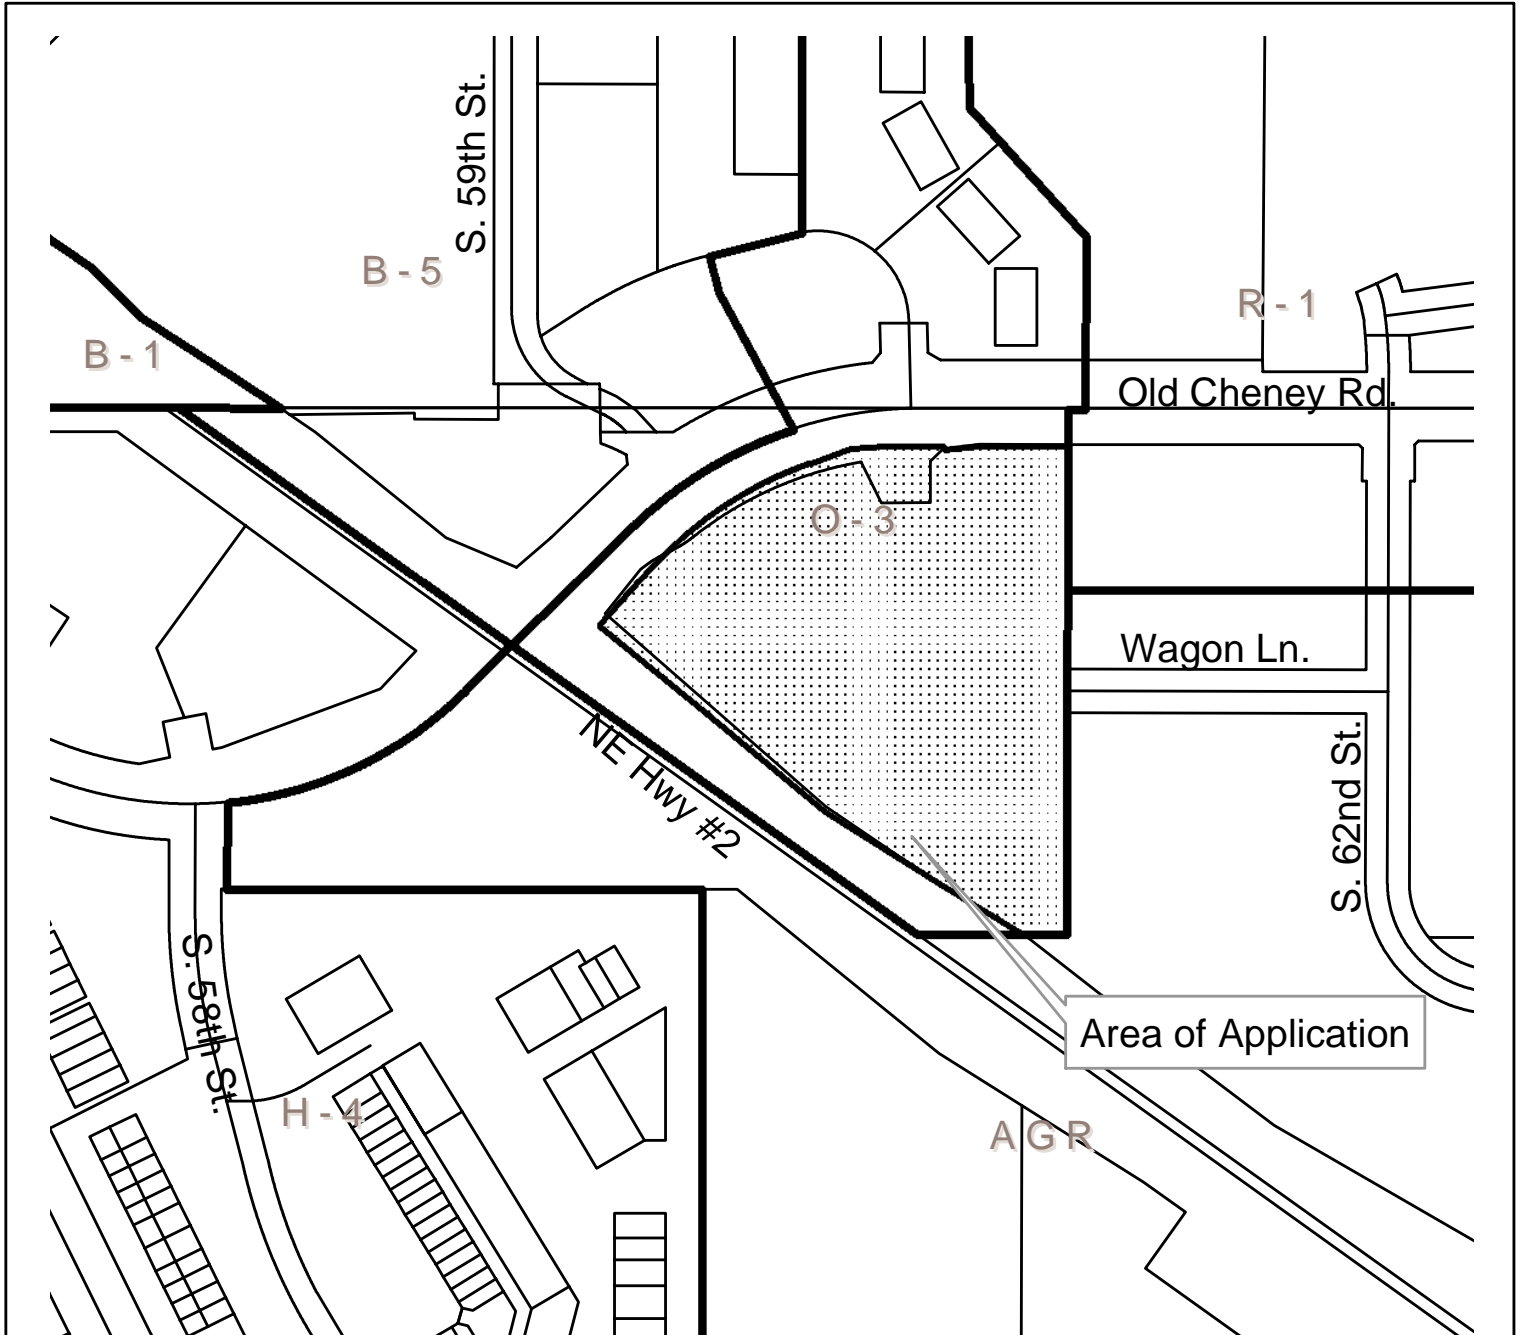 S. 59th St.
B - 5
R - 1
B - 1
Old Cheney Rd.
O - 3
Wagon Ln.
NE Hwy #2
S. 62nd St.
S. 58th St.
Area of Application
H - 4
A G R